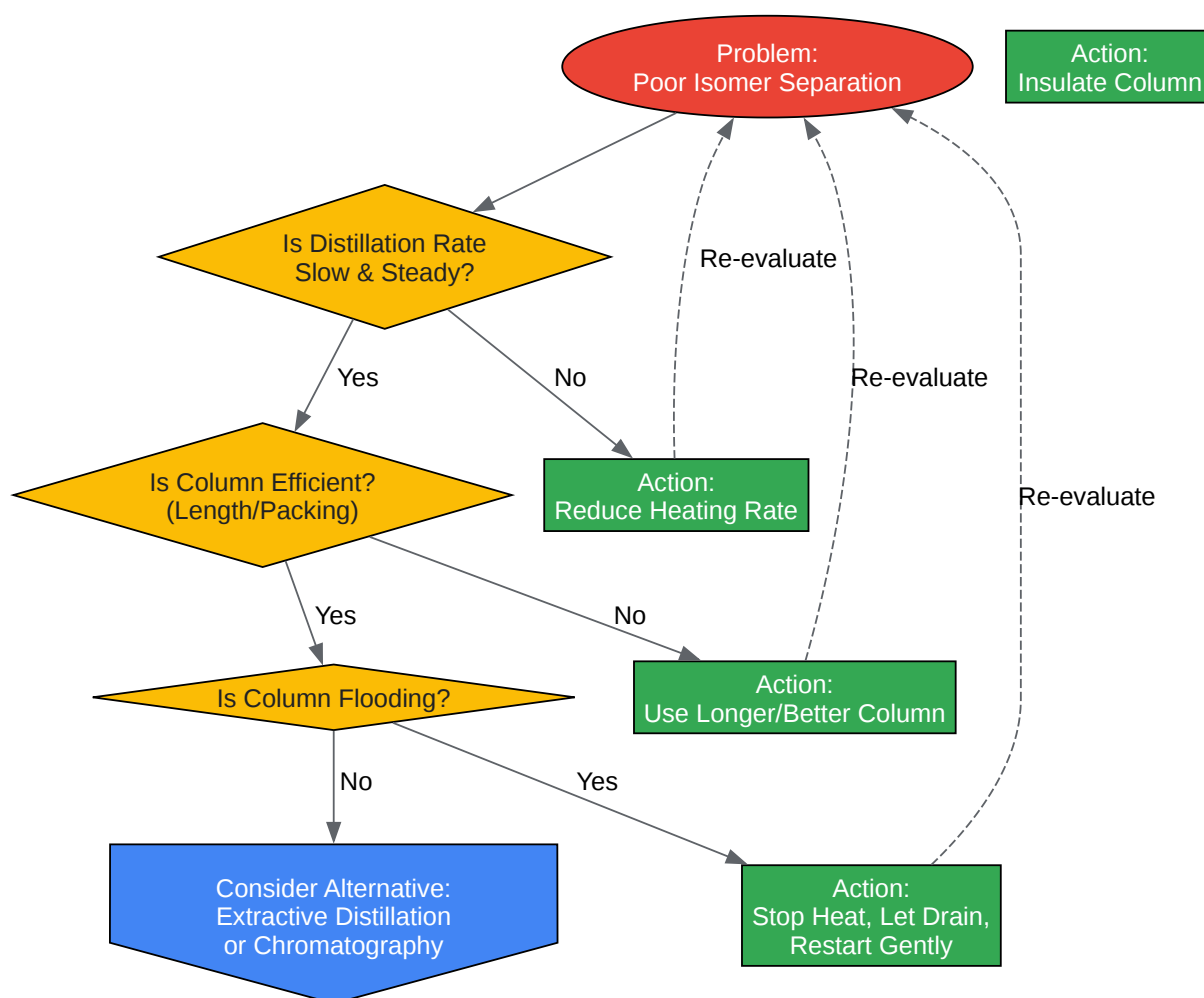 Problem:
Poor Isomer Separation
Action:
Insulate Column
Is Distillation Rate
Slow & Steady?
Re-evaluate
Yes
No
Re-evaluate
Is Column Efficient?
(Length/Packing)
Action:
Reduce Heating Rate
Re-evaluate
Yes
No
Is Column Flooding?
Action:
Use Longer/Better Column
No
Yes
Consider Alternative:
Extractive Distillation
or Chromatography
Action:
Stop Heat, Let Drain,
Restart Gently